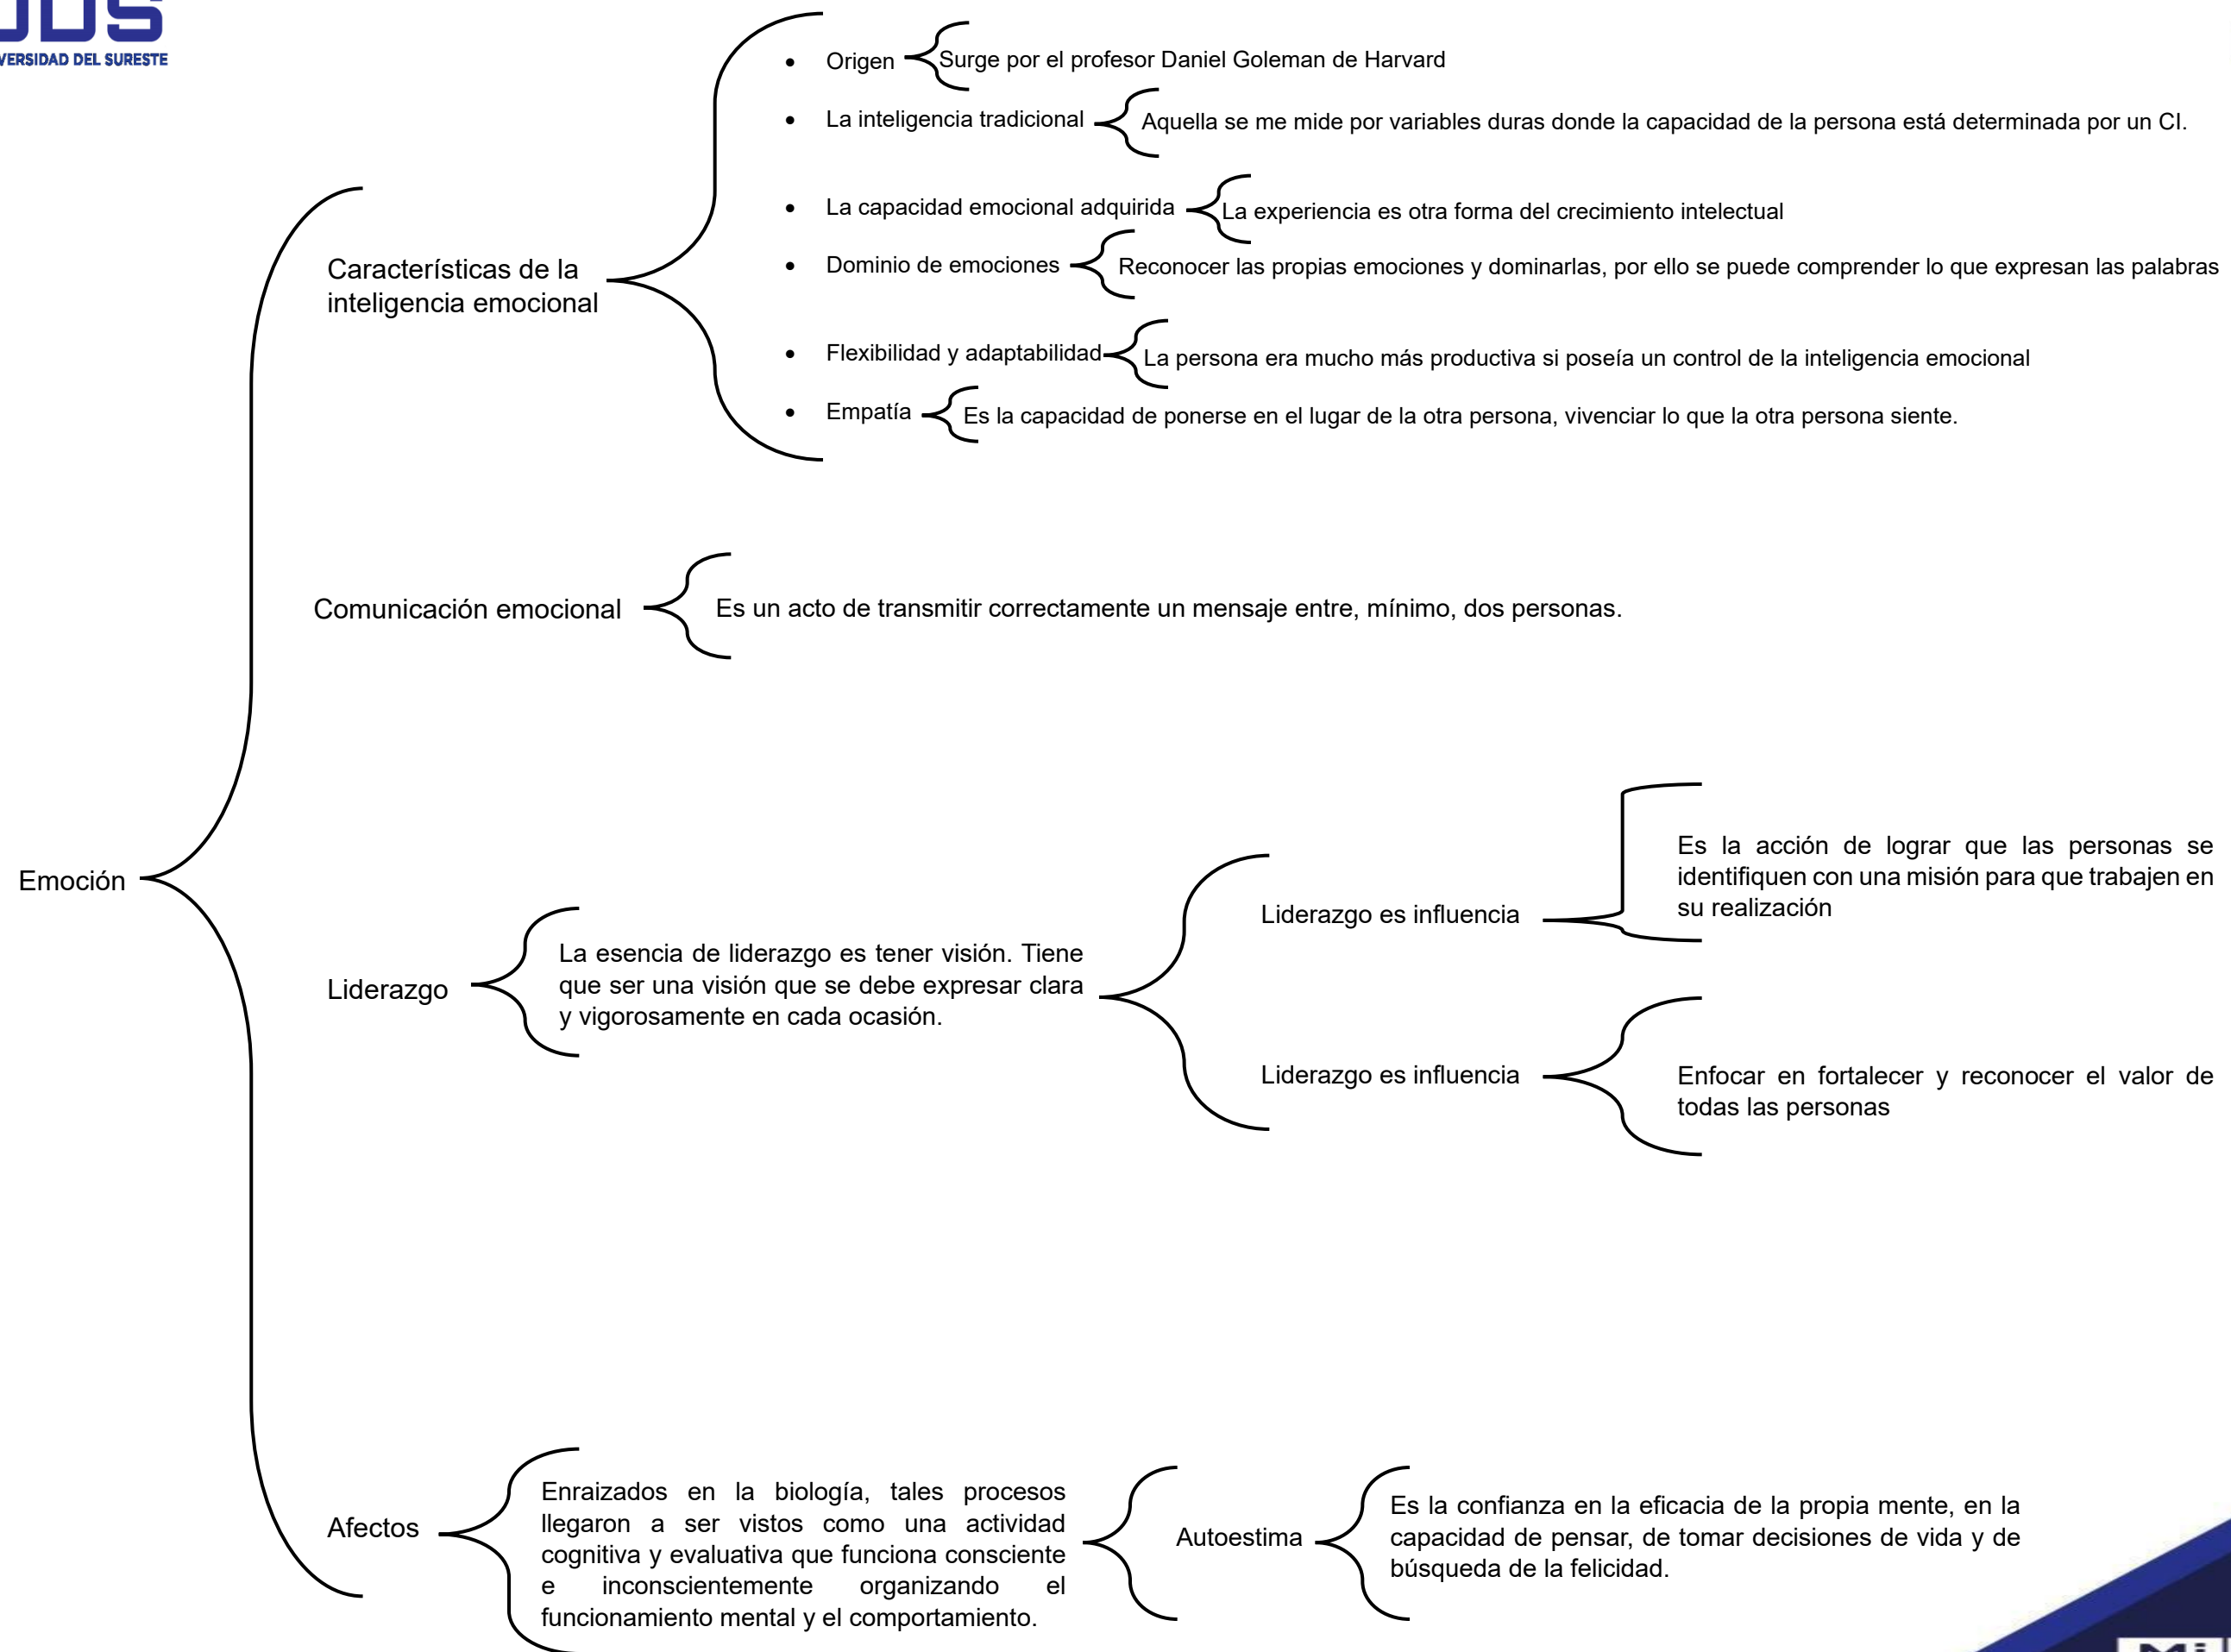 UDS
VERSIDAD DEL SURESTE
Origen
Surge por el profesor Daniel Goleman de Harvard
La inteligencia tradicional
Aquella se me mide por variables duras donde la capacidad de la persona está determinada por un CI.
La capacidad emocional adquirida
La experiencia es otra forma del crecimiento intelectual
Características de la
inteligencia emocional
Dominio de emociones
Reconocer las propias emociones y dominarlas, por ello se puede comprender lo que expresan las palabras
Flexibilidad y adaptabilidad
La persona era mucho más productiva si poseía un control de la inteligencia emocional
Empatía
Es la capacidad de ponerse en el lugar de la otra persona, vivenciar lo que la otra persona siente.
Comunicación emocional
Es un acto de transmitir correctamente un mensaje entre, mínimo, dos personas.
Emoción
Liderazgo
La esencia de liderazgo es tener visión. Tiene
que ser una visión que se debe expresar clara
y vigorosamente en cada ocasión.
Liderazgo es influencia
Es la acción de lograr que las personas se
identifiquen con una misión para que trabajen en
su realización
Liderazgo es influencia
Enfocar en fortalecer y reconocer el valor de
todas las personas
Afectos
Enraizados en la biología, tales procesos
llegaron a ser vistos como una actividad
cognitiva y evaluativa que funciona consciente
e inconscientemente organizando el
funcionamiento mental y el comportamiento.
Autoestima
Es la confianza en la eficacia de la propia mente, en la
capacidad de pensar, de tomar decisiones de vida y de
búsqueda de la felicidad.